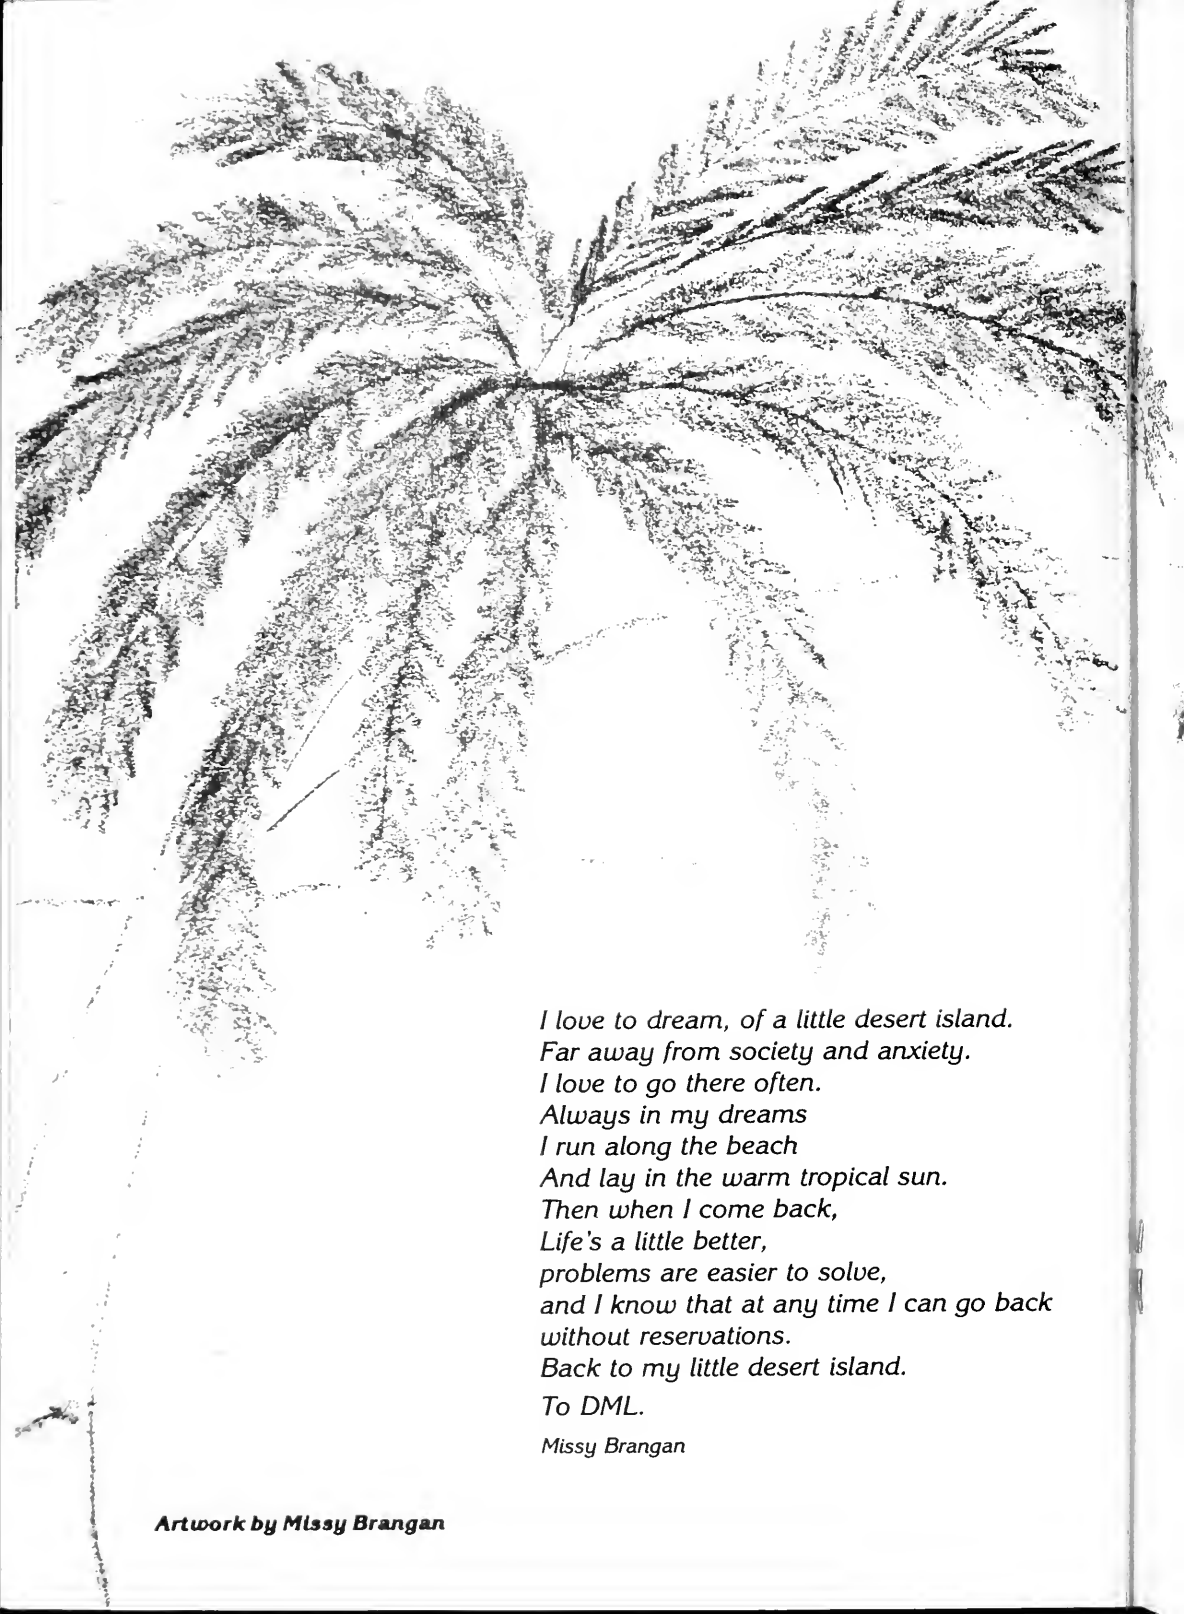 I love to dream, of a little desert island.
Far away from society and anxiety.
I love to go there often.
Always in my dreams
I run along the beach
And lay in the warm tropical sun.
Then when I come back,
Life's a little better,
problems are easier to solve,
and I know that at any time I can go back
without reservations.
Back to my little desert island.
To DML.
Missy Brangan
Artwork by Missy Brangan